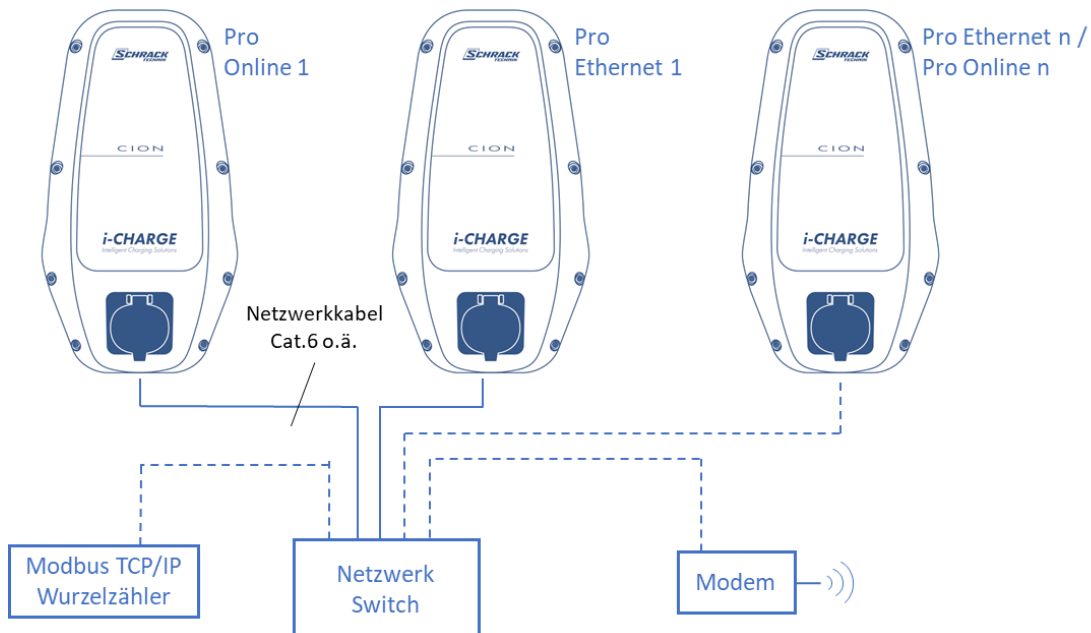 SCHRACK
TECHNIK
CION
i-CHARGE
Intelligent Charging Solutions
Pro
Online 1
SCHRACK
TECHNIK
CION
i-CHARGE
Intelligent Charging Solutions
Pro
Ethernet 1
SCHRACK
TECHNIK
CION
i-CHARGE
Intelligent Charging Solutions
Pro Ethernet n /
Pro Online n
Netzwerkkabel
Cat.6 o.ä.
Modbus TCP/IP
Wurzelzähler
Netzwerk
Switch
Modem